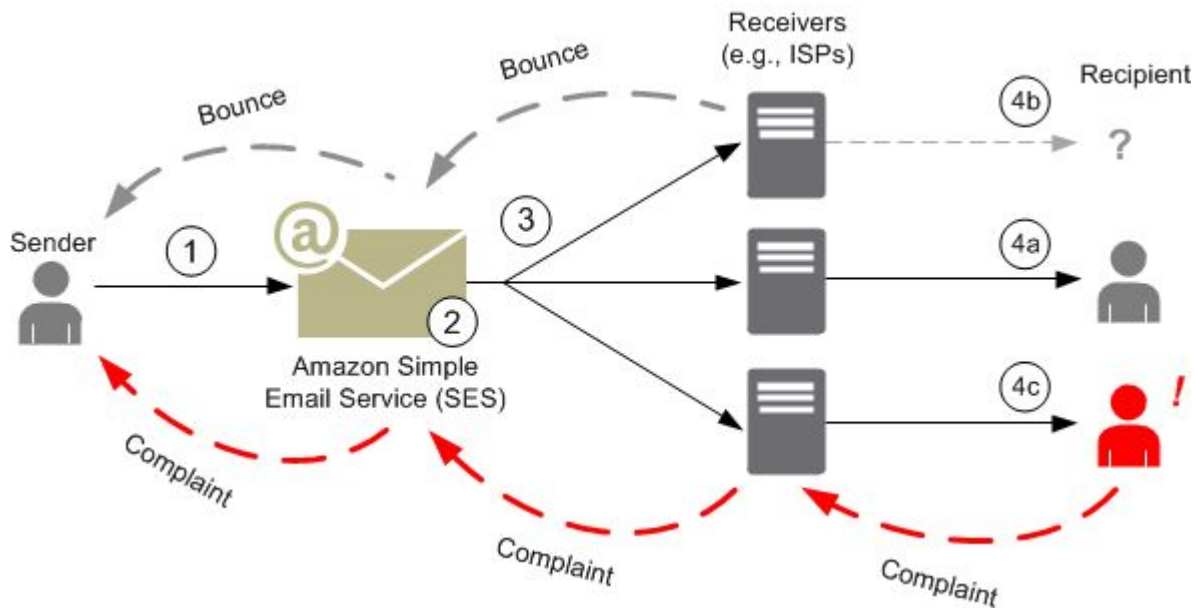 Receivers
(e.g., ISPs)
Recipient
Bounce
Bounce
4b
?
3
Sender
1
@
4a
2
Amazon Simple
Email Service (SES)
4c
!
Complaint
Complaint
Complaint